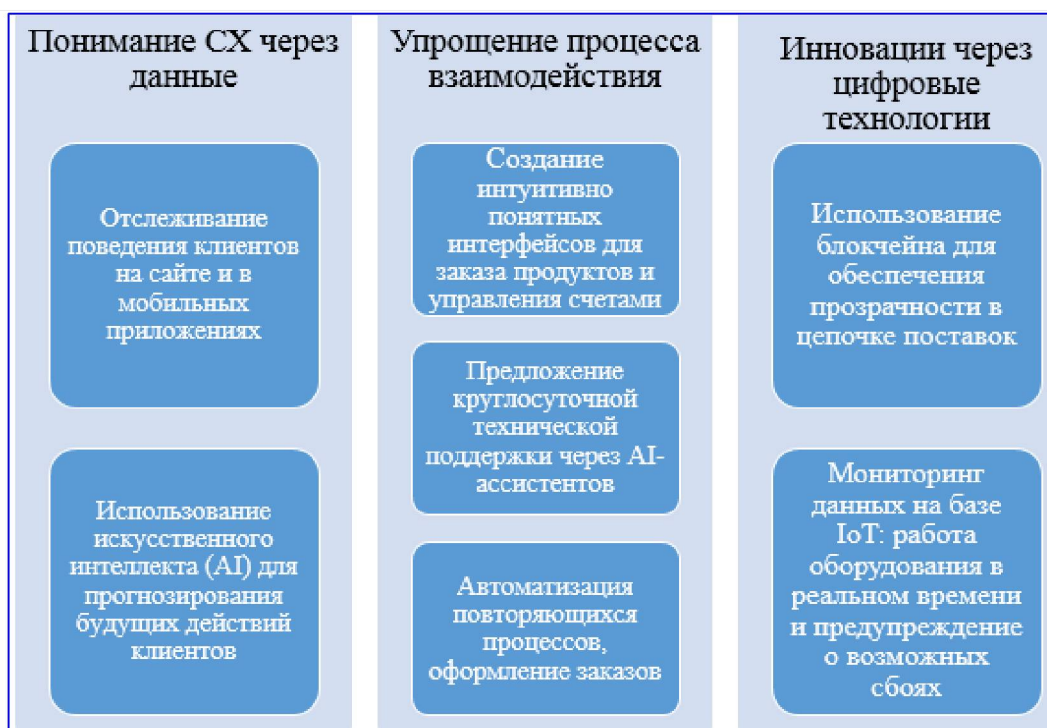 Понимание CX через
данные
Отслеживание
поведения клиентов
на сайте и в
мобильных
приложениях
Использование
искусственного
интеллекта (AI) для
прогнозирования
будущих действий
клиентов
Упрощение процесса
взаимодействия
Создание
интуитивно
понятных
интерфейсов для
заказа продуктов и
управления счетами
Предложение
круглосуточной
технической
поддержки через AI-
ассистентов
Автоматизация
повторяющихся
процессов,
оформление заказов
Инновации через
цифровые
технологии
Использование
блокчейна для
обеспечения
прозрачности в
цепочке поставок
Мониторинг
данных на базе
IoT: работа
оборудования в
реальном времени
и предупреждение
о возможных
сбоях